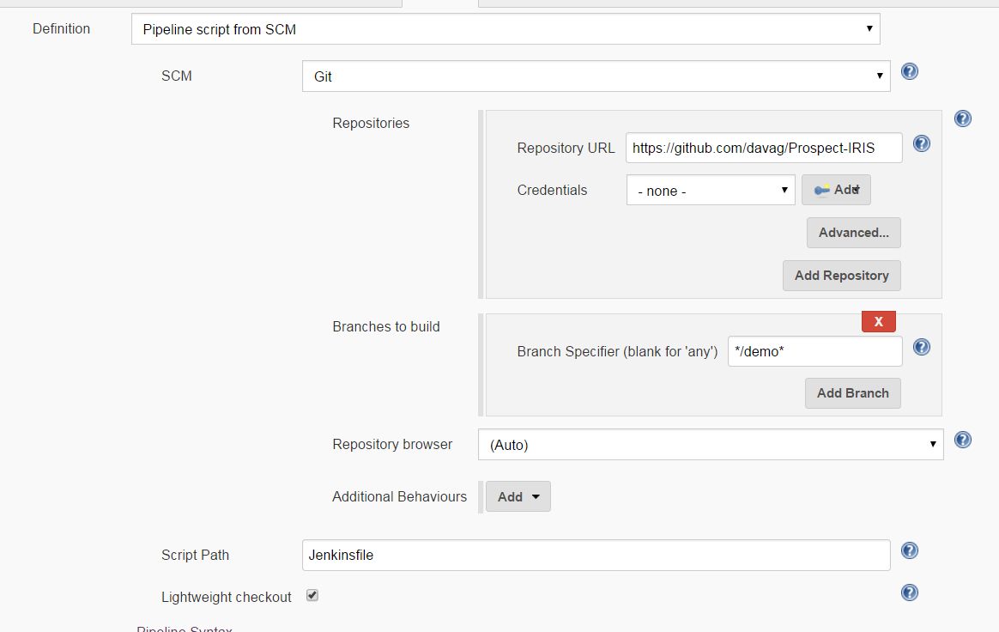 Definition Pipeline script from SCM
SCM Git
Repositories
Repository URL https://github.com/davag/Prospect-IRIS
Credentials - none - Add
Advanced...
Add Repository
Branches to build X
Branch Specifier (blank for 'any') */demo*
Add Branch
Repository browser (Auto)
Additional Behaviours Add
Script Path Jenkinsfile
Lightweight checkout
Pipeline Syntax